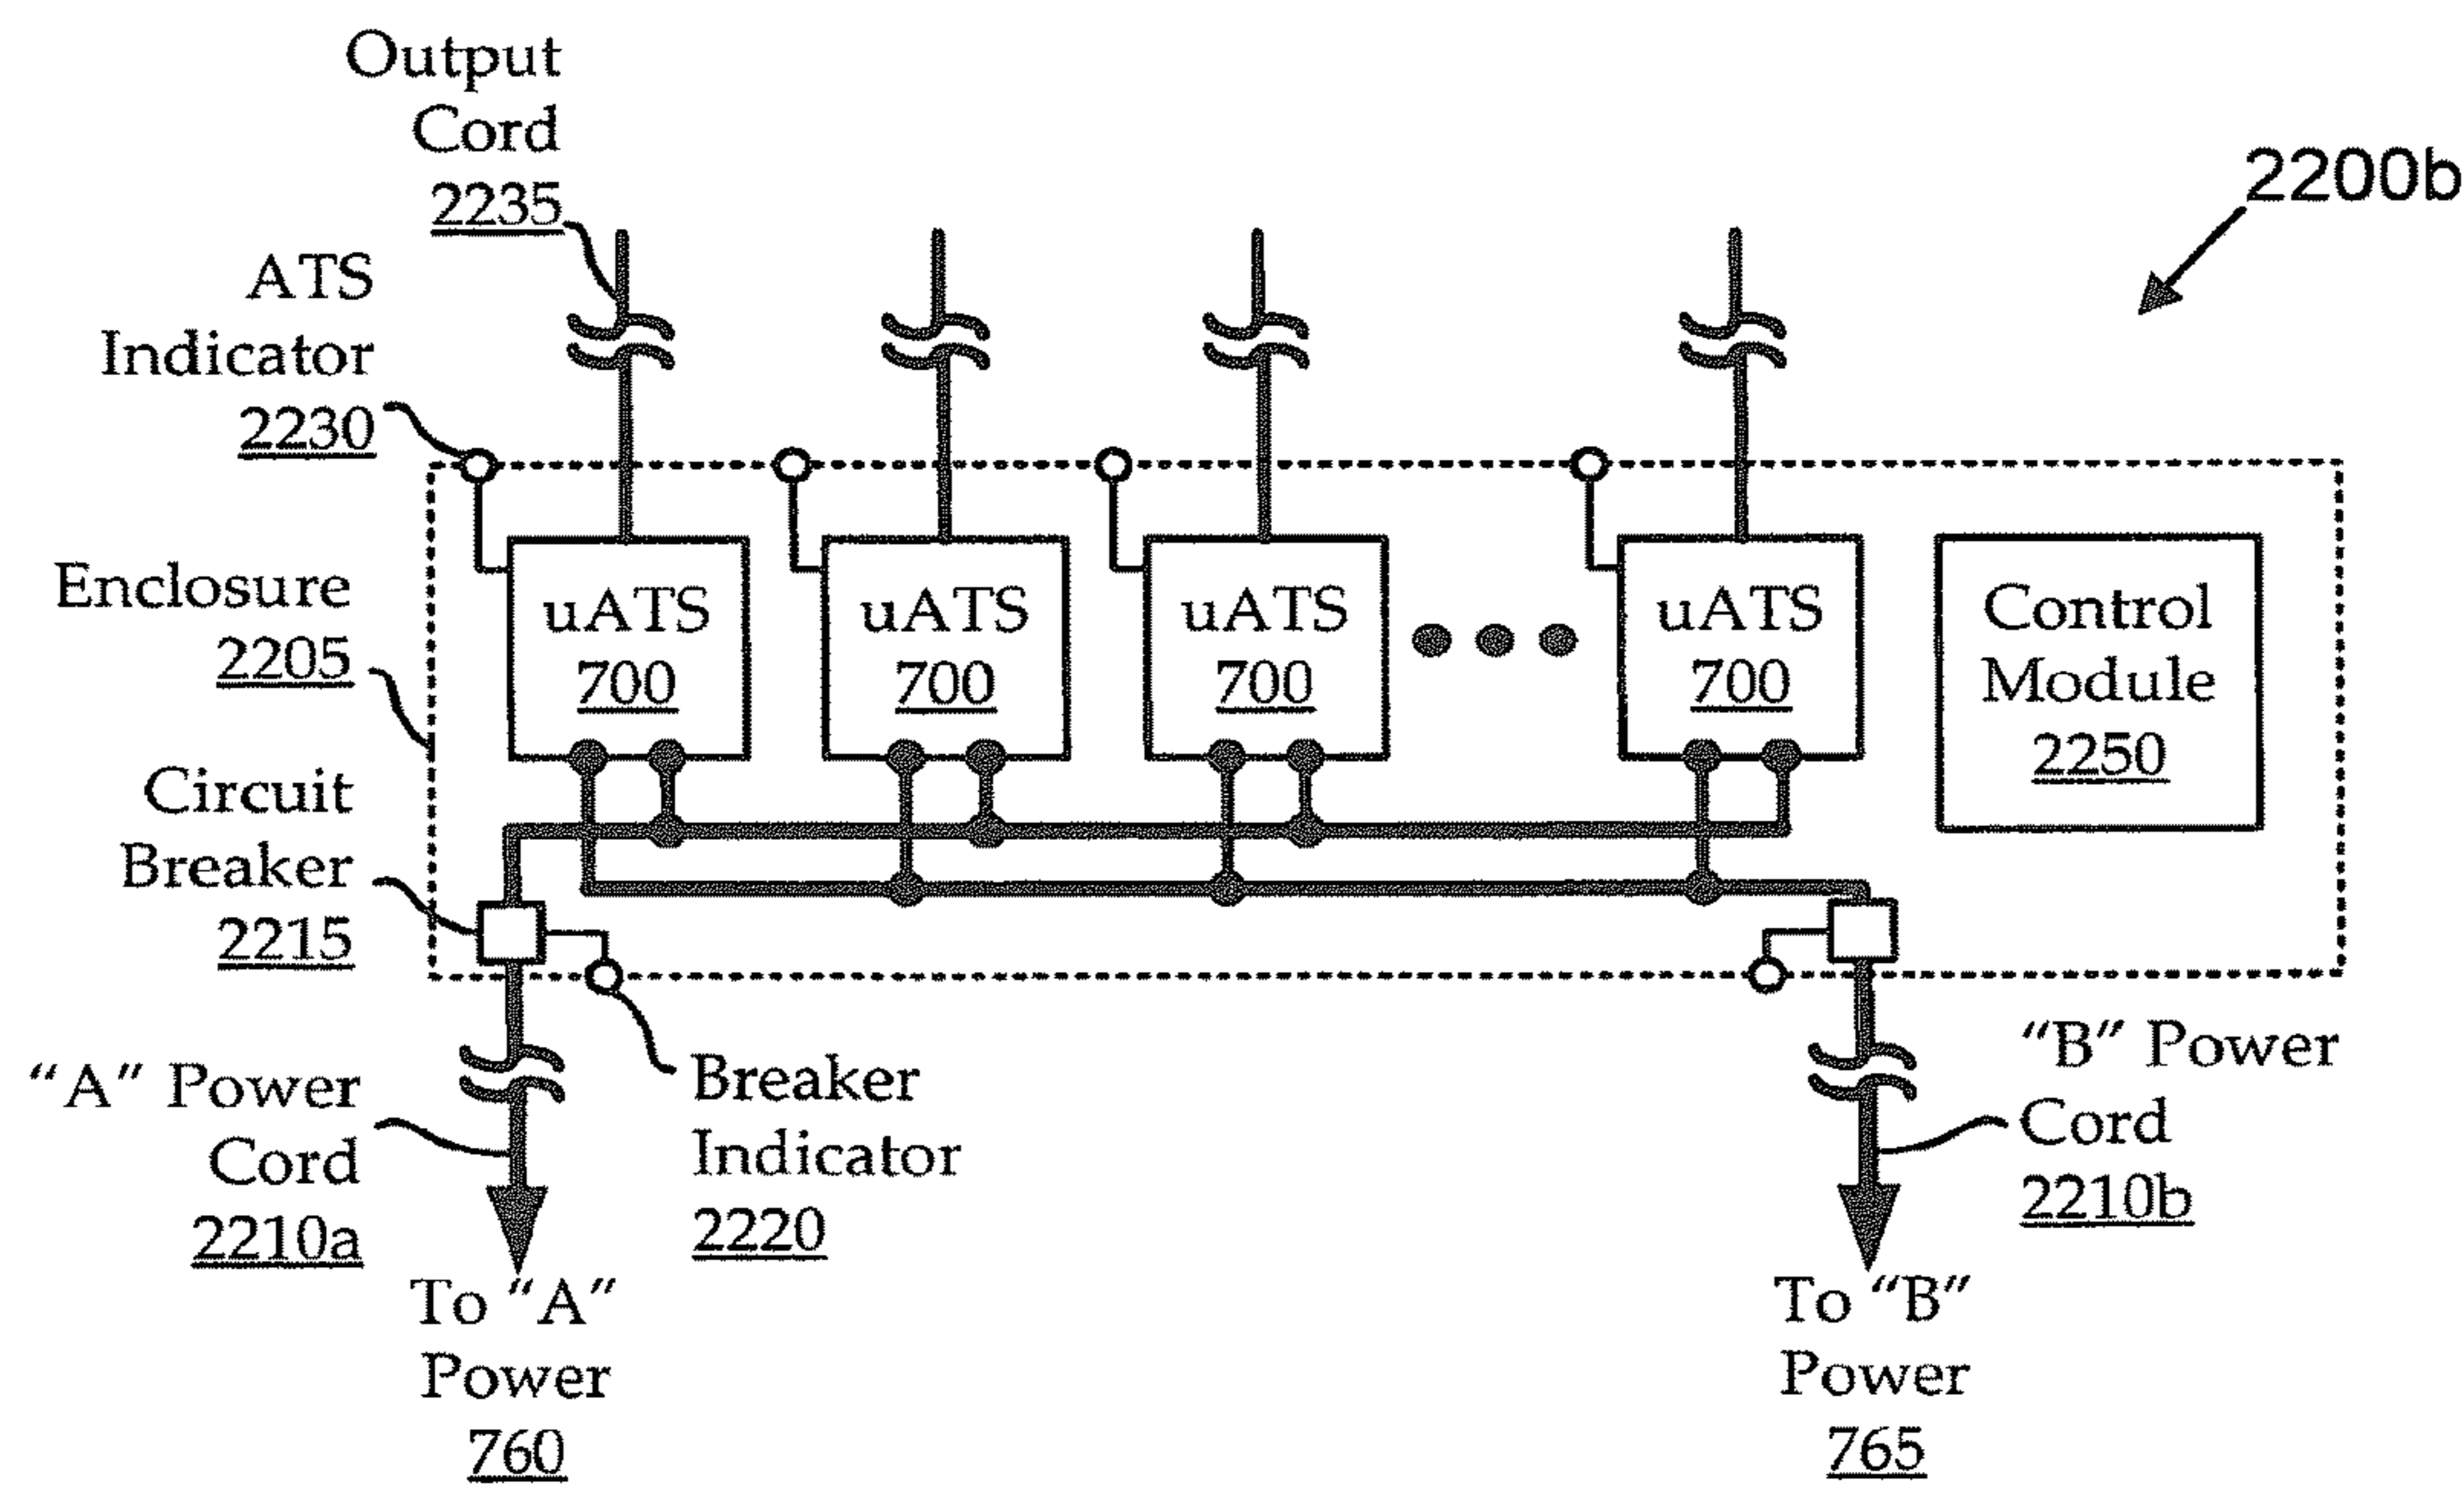 Output
Cord
2235
2200b
ATS
Indicator
2230
Enclosure
2205
uATS
700
uATS
700
uATS
700
uATS
700
Control
Module
2250
Circuit
Breaker
2215
"A" Power
Cord
2210a
Breaker
Indicator
2220
"B" Power
Cord
2210b
To "A"
Power
760
To "B"
Power
765